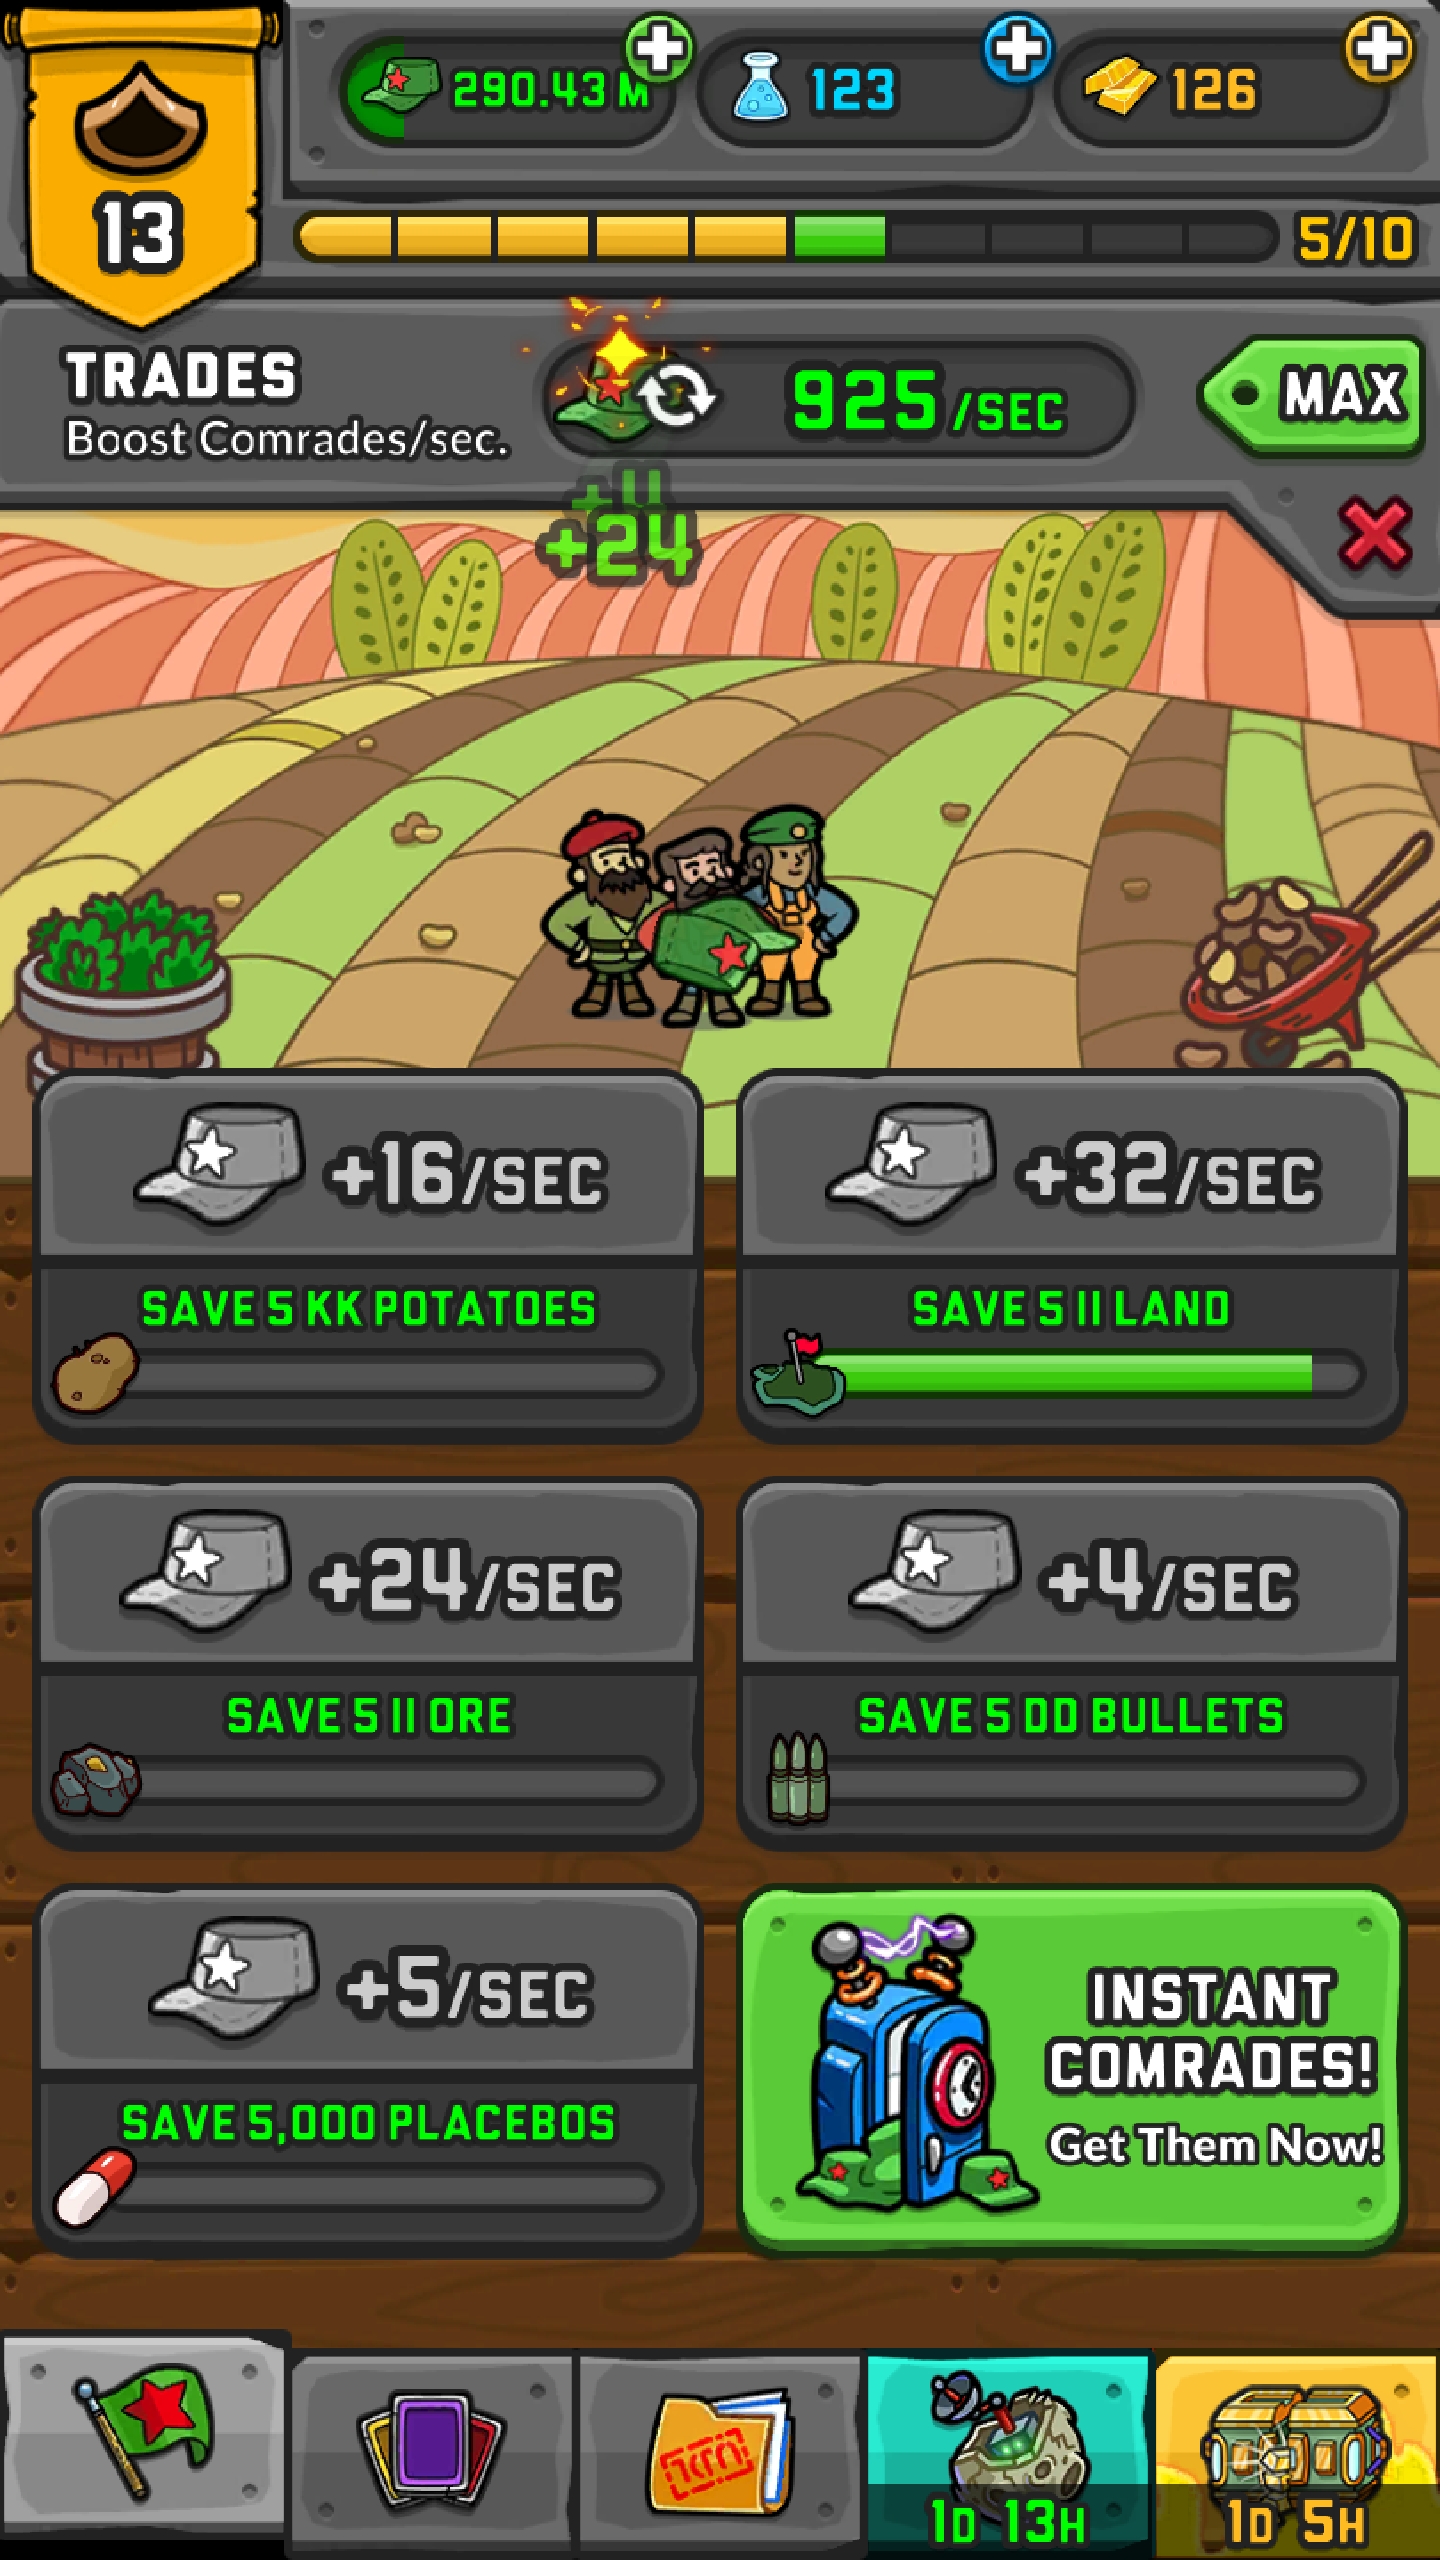 290.43 M
123
126
13
5/10
TRADES
Boost Comrades/sec.
925 /SEC
MAX
+11
+24
+16/SEC
SAVE 5 KK POTATOES
+32/SEC
SAVE 5 II LAND
+24/SEC
SAVE 5 II ORE
+4/SEC
SAVE 5 DD BULLETS
+5/SEC
SAVE 5,000 PLACEBOS
INSTANT
COMRADES!
Get Them Now!
1D 13H
1D 5H